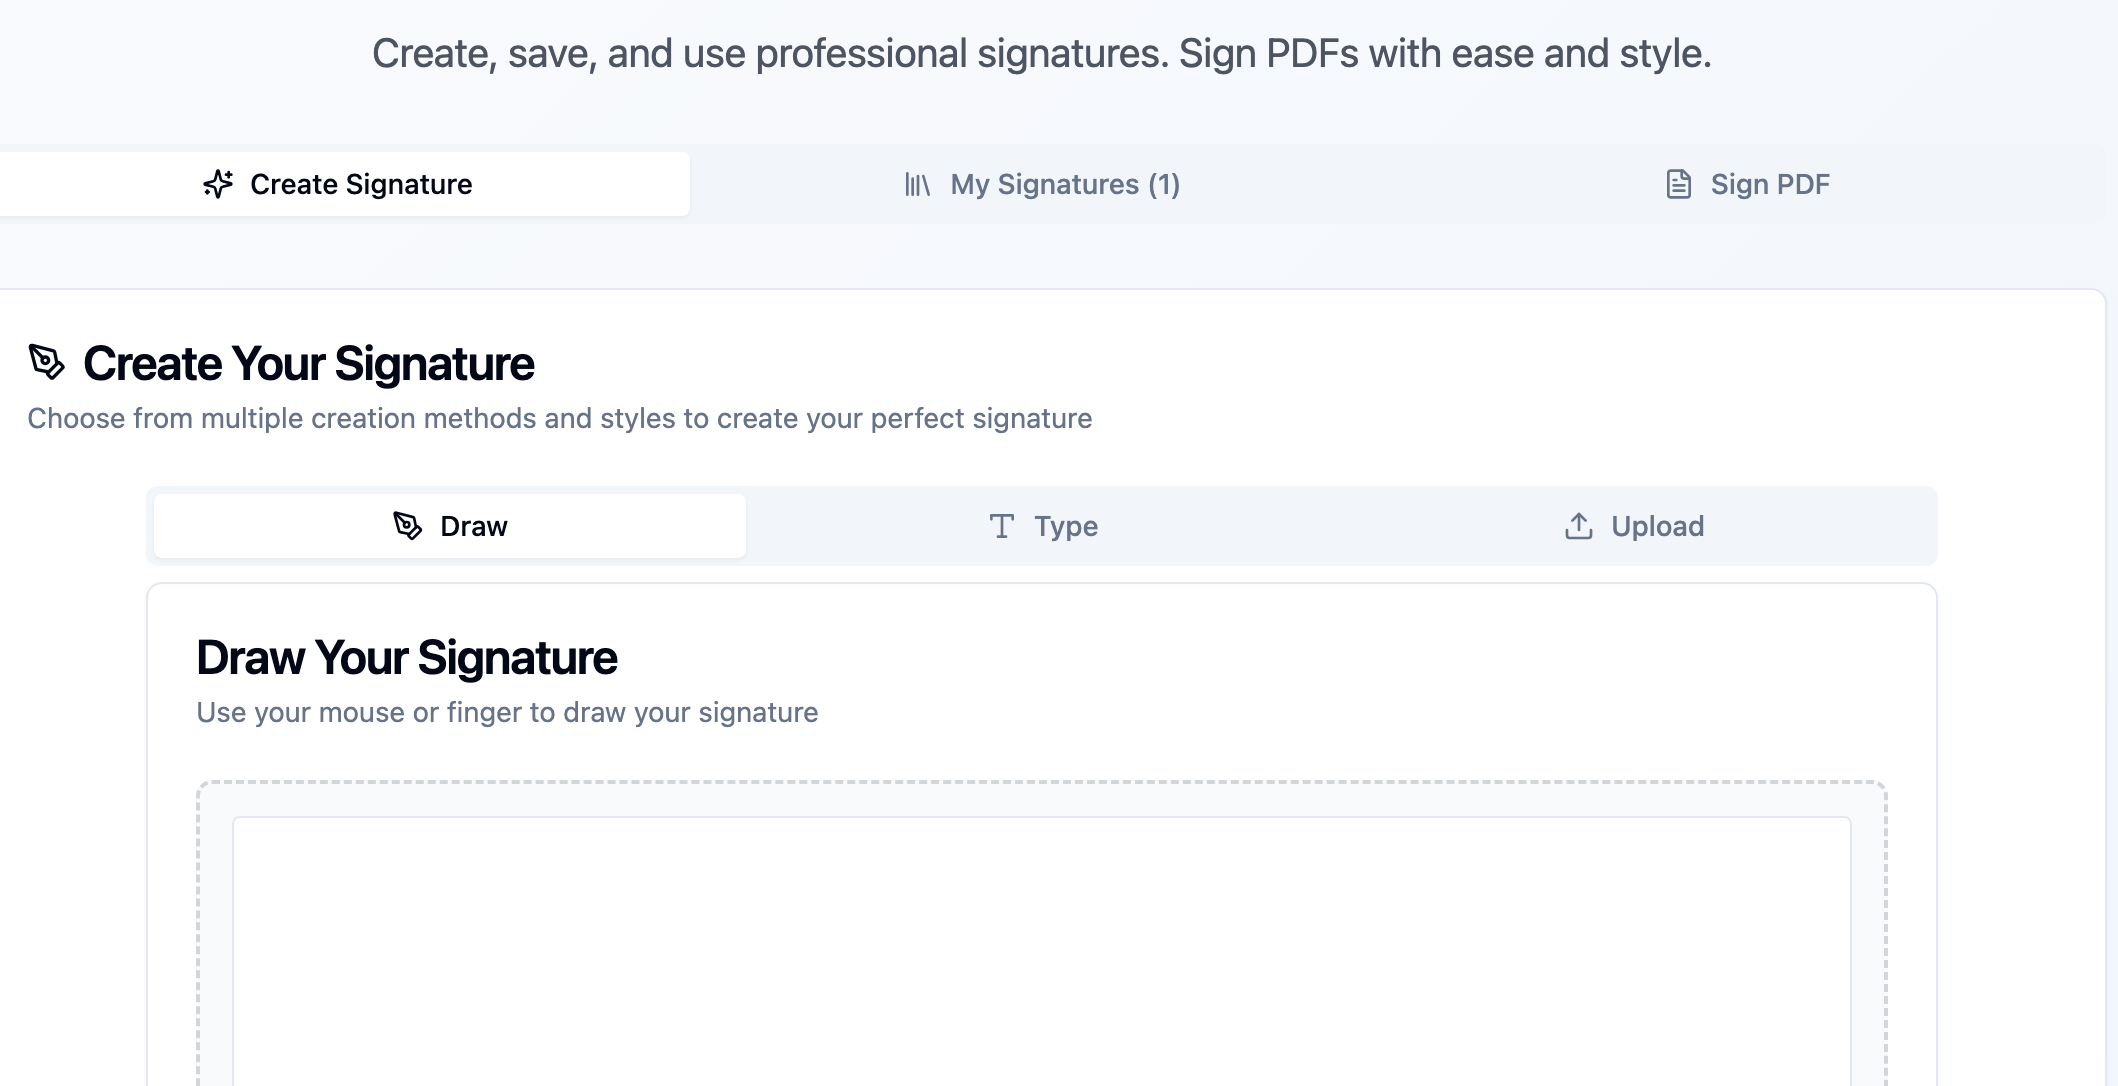 Create, save, and use professional signatures. Sign PDFs with ease and style.
Create Signature
My Signatures (1)
Sign PDF
Create Your Signature
Choose from multiple creation methods and styles to create your perfect signature
Draw
Type
Upload
Draw Your Signature
Use your mouse or finger to draw your signature